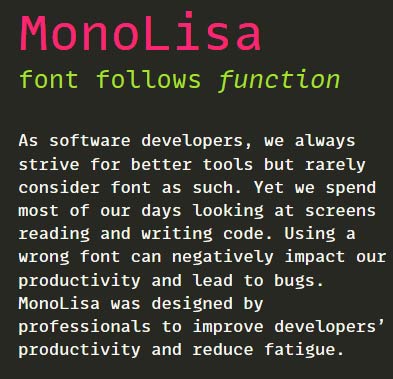 MonoLisa
font follows function
As software developers, we always
strive for better tools but rarely
consider font as such. Yet we spend
most of our days looking at screens
reading and writing code. Using a
wrong font can negatively impact our
productivity and lead to bugs.
MonoLisa was designed by
professionals to improve developers’
productivity and reduce fatigue.